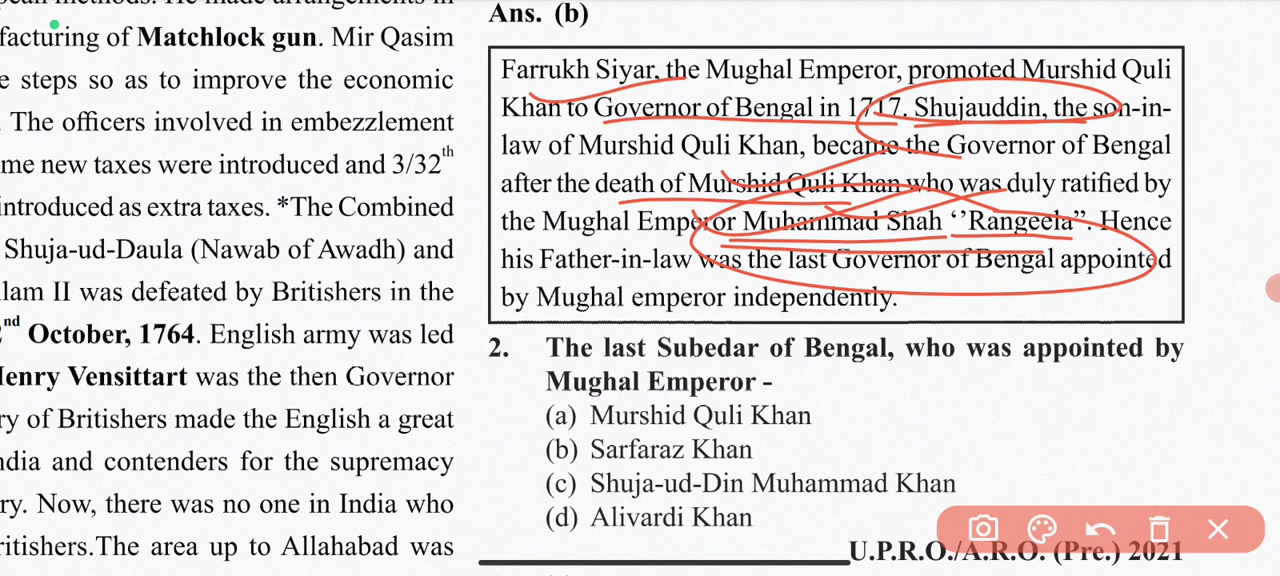 facturing of Matchlock gun. Mir Qasim
steps so as to improve the economic
The officers involved in embezzlement
me new taxes were introduced and 3/32th
introduced as extra taxes. *The Combined
Shuja-ud-Daula (Nawab of Awadh) and
lam II was defeated by Britishers in the
nd October, 1764. English army was led
Henry Vensittart was the then Governor
ry of Britishers made the English a great
ndia and contenders for the supremacy
ry. Now, there was no one in India who
ritishers.The area up to Allahabad was
Ans. (b)
Farrukh Siyar, the Mughal Emperor, promoted Murshid Quli
Khan to Governor of Bengal in 1717. Shujauddin, the son-in-
law of Murshid Quli Khan, became the Governor of Bengal
after the death of Murshid Quli Khan who was duly ratified by
the Mughal Emperor Muhammad Shah ‘’Rangeela”. Hence
his Father-in-law was the last Governor of Bengal appointed
by Mughal emperor independently.
2. The last Subedar of Bengal, who was appointed by
Mughal Emperor -
(a) Murshid Quli Khan
(b) Sarfaraz Khan
(c) Shuja-ud-Din Muhammad Khan
(d) Alivardi Khan
U.P.R.O./A.R.O. (Pre.) 2021